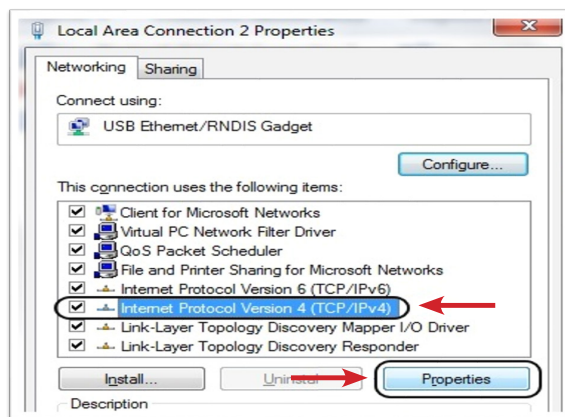 Local Area Connection 2 Properties
Networking Sharing
Connect using:
USB Ethernet/RNDIS Gadget
Configure...
This connection uses the following items:
Client for Microsoft Networks
Virtual PC Network Filter Driver
QoS Packet Scheduler
File and Printer Sharing for Microsoft Networks
Internet Protocol Version 6 (TCP/IPv6)
Internet Protocol Version 4 (TCP/IPv4)
Link-Layer Topology Discovery Mapper I/O Driver
Link-Layer Topology Discovery Responder
Install... Uninstall Properties
Description